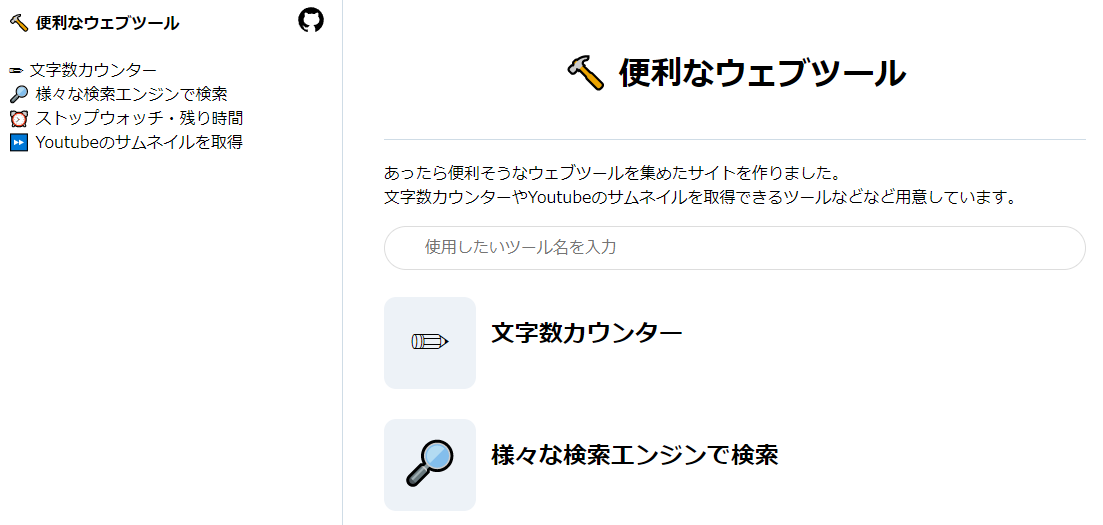 🔨 便利なウェブツール
✏ 文字数カウンター
🔎 様々な検索エンジンで検索
⏰ ストップウォッチ・残り時間
⏩ Youtubeのサムネイルを取得
🔨 便利なウェブツール
あったら便利そうなウェブツールを集めたサイトを作りました。
文字数カウンターやYoutubeのサムネイルを取得できるツールなどなど用意しています。
使用したいツール名を入力
文字数カウンター
様々な検索エンジンで検索